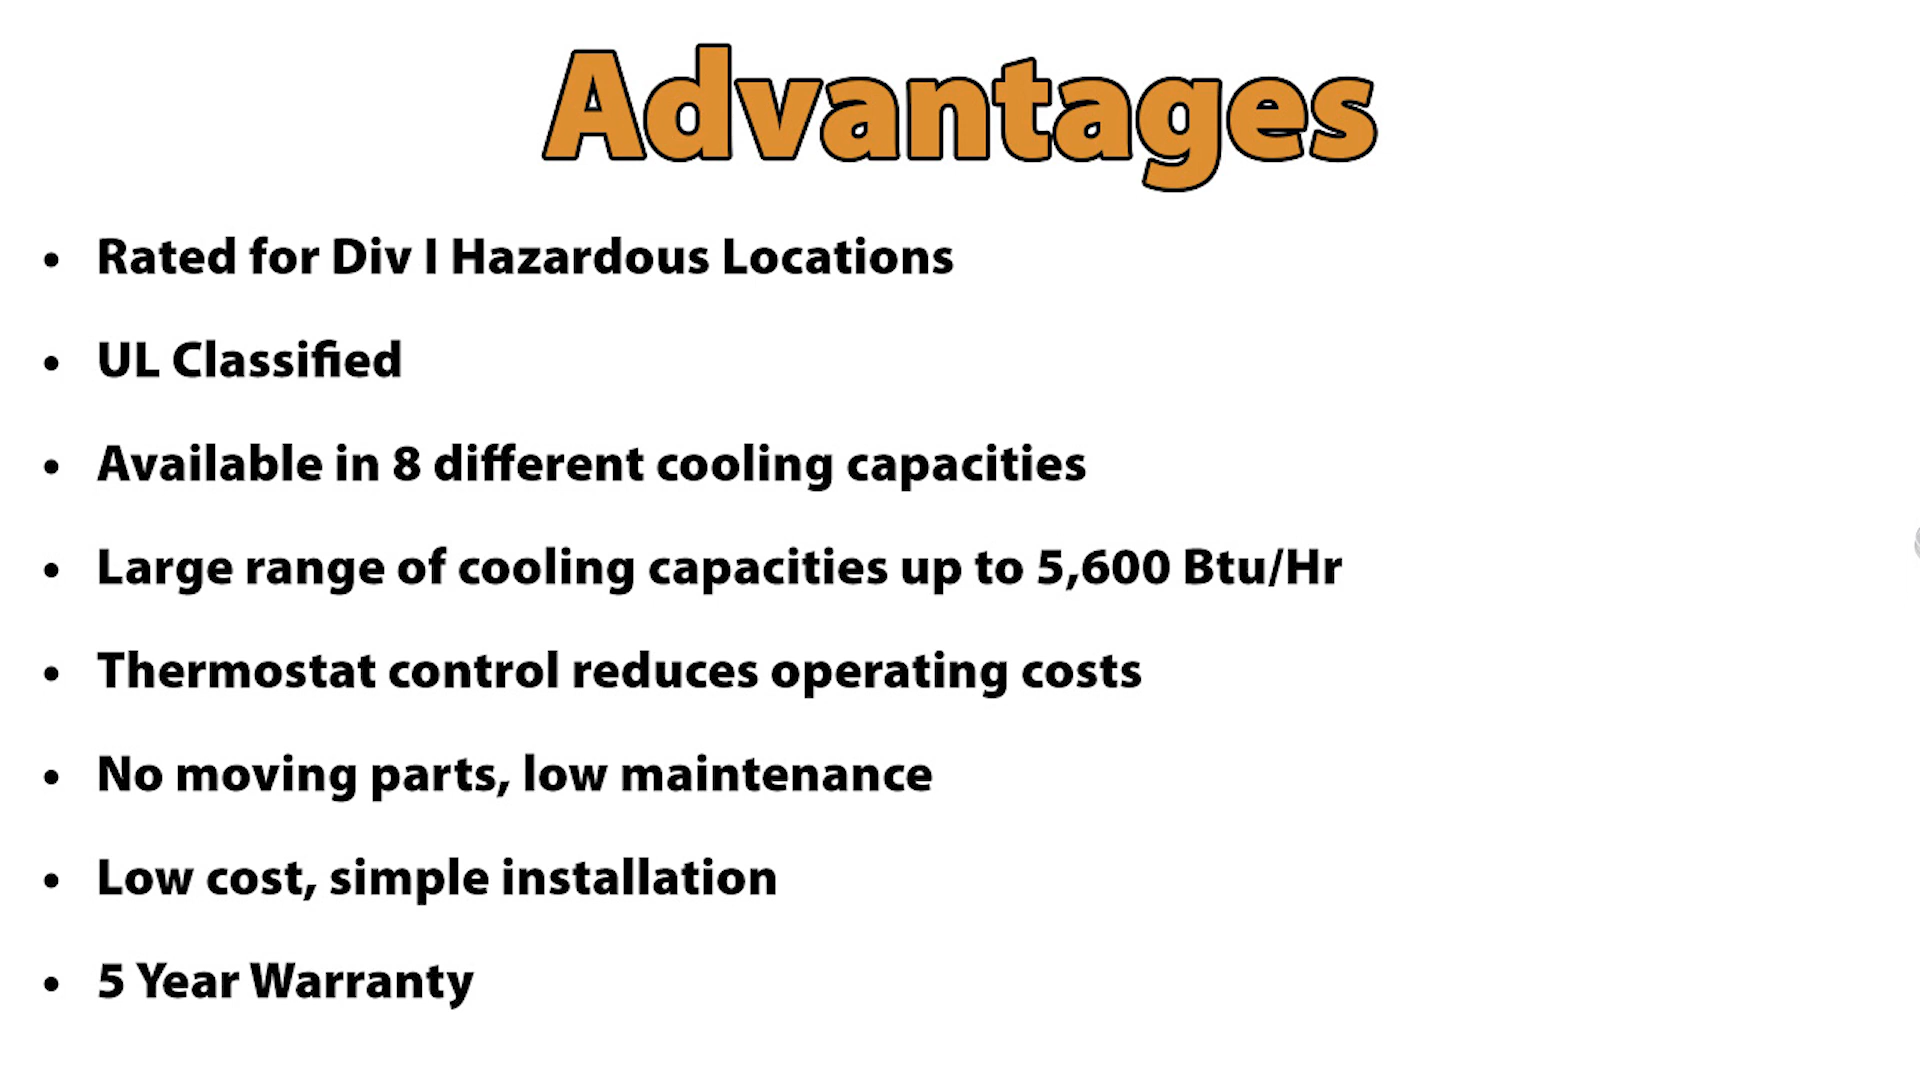 Advantages
• Rated for Div I Hazardous Locations
• UL Classified
• Available in 8 different cooling capacities
• Large range of cooling capacities up to 5,600 Btu/Hr
• Thermostat control reduces operating costs
• No moving parts, low maintenance
• Low cost, simple installation
• 5 Year Warranty